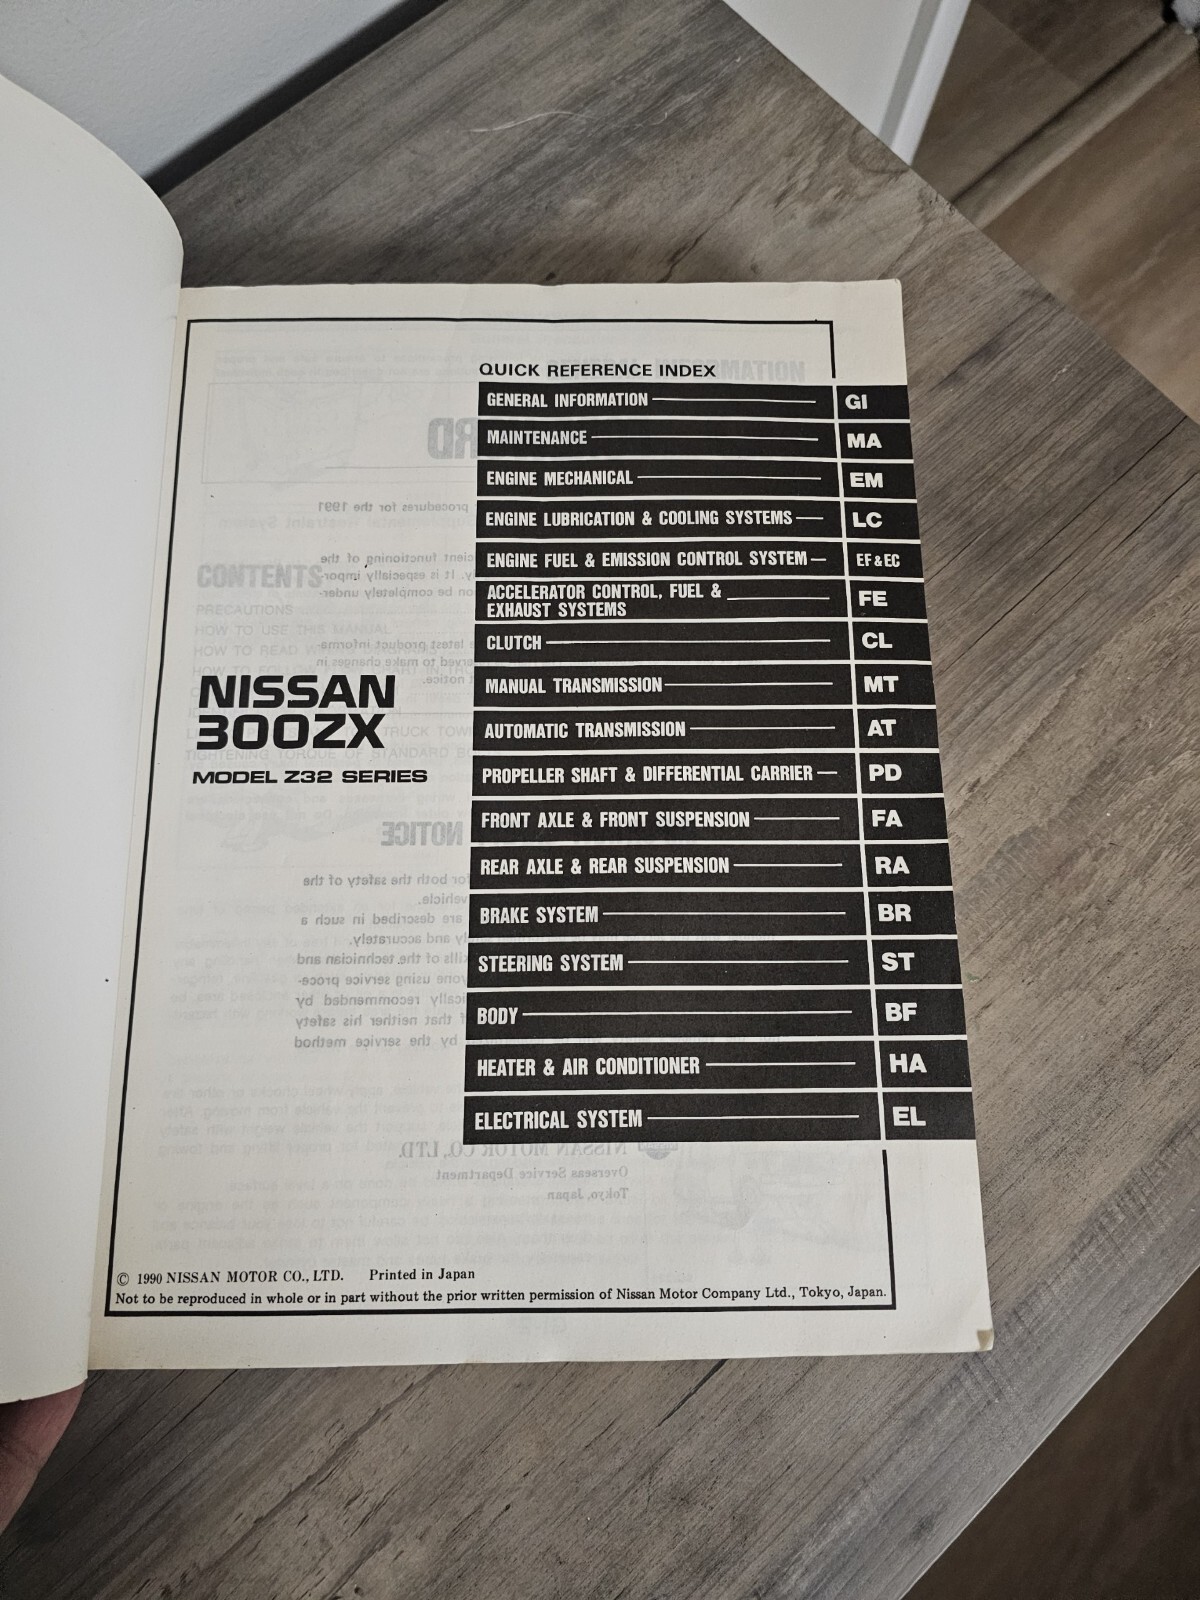 QUICK REFERENCE INDEX
GENERAL INFORMATION GI
MAINTENANCE MA
ENGINE MECHANICAL EM
ENGINE LUBRICATION & COOLING SYSTEMS LC
ENGINE FUEL & EMISSION CONTROL SYSTEM EF & EC
ACCELERATOR CONTROL, FUEL &
EXHAUST SYSTEMS FE
CLUTCH CL
MANUAL TRANSMISSION MT
AUTOMATIC TRANSMISSION AT
PROPELLER SHAFT & DIFFERENTIAL CARRIER PD
FRONT AXLE & FRONT SUSPENSION FA
REAR AXLE & REAR SUSPENSION RA
BRAKE SYSTEM BR
STEERING SYSTEM ST
BODY BF
HEATER & AIR CONDITIONER HA
ELECTRICAL SYSTEM EL
NISSAN
300ZX
MODEL Z32 SERIES
© 1990 NISSAN MOTOR CO., LTD. Printed in Japan
Not to be reproduced in whole or in part without the prior written permission of Nissan Motor Company Ltd., Tokyo, Japan.